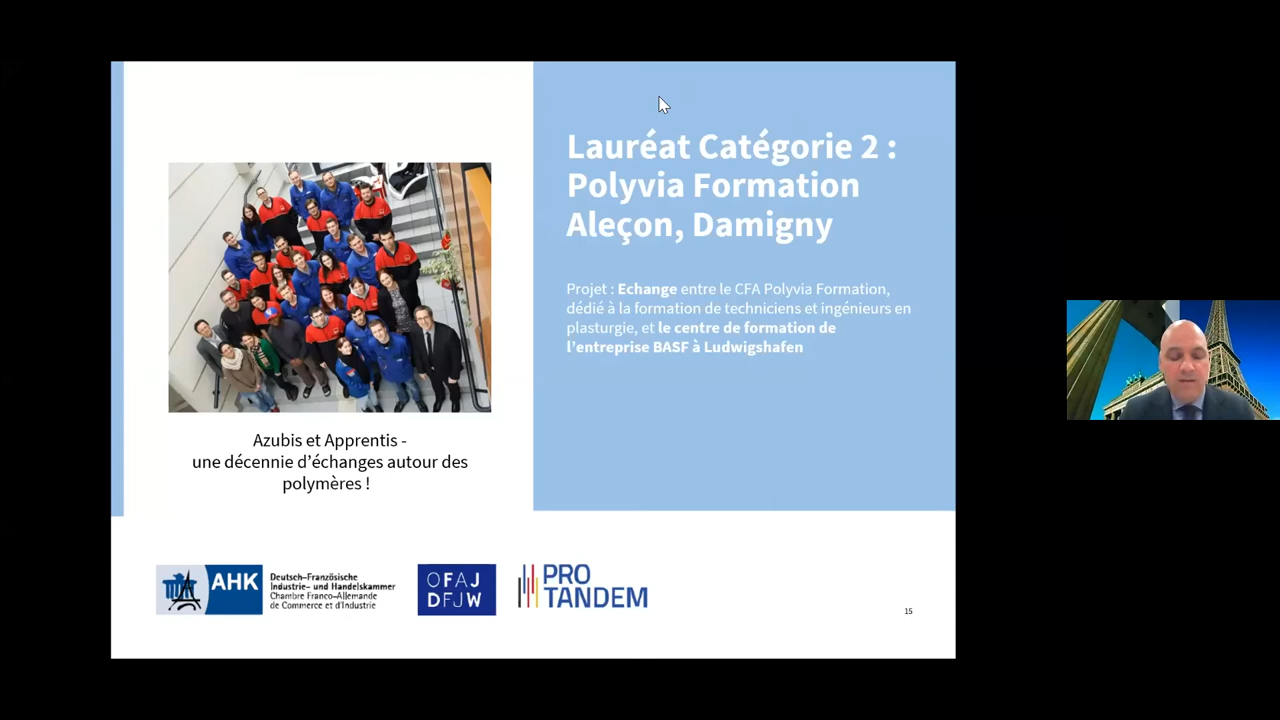 Lauréat Catégorie 2 :
Polyvia Formation
Aleçon, Damigny
Projet : Echange entre le CFA Polyvia Formation,
dédié à la formation de techniciens et ingénieurs en
plasturgie, et le centre de formation de
l’entreprise BASF à Ludwigshafen
Azubis et Apprentis -
une décennie d’échanges autour des
polymères !
AHK
Deutsch-Französische
Industrie- und Handelskammer
Chambre Franco-Allemande
de Commerce et d'Industrie
OFAJ
DFJW
PRO
TANDEM
15